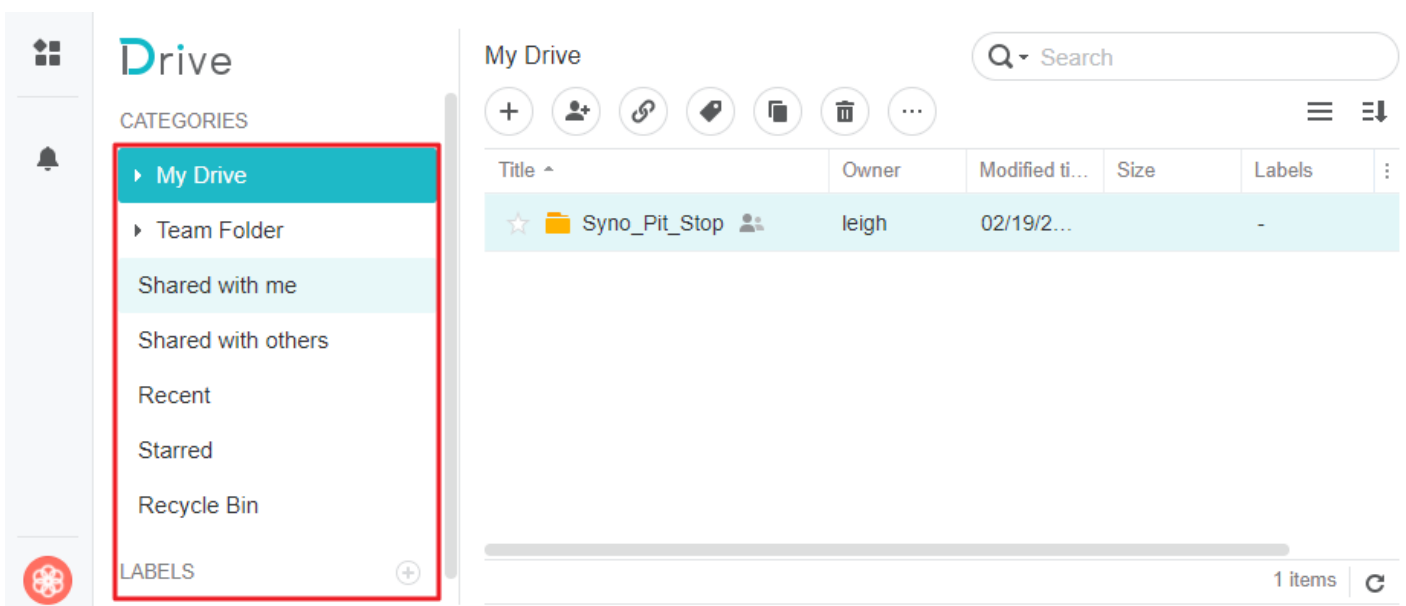 Drive
CATEGORIES
My Drive
Team Folder
Shared with me
Shared with others
Recent
Starred
Recycle Bin
LABELS
My Drive
Search
Title Owner Modified ti... Size Labels
Syno_Pit_Stop leigh 02/19/2... -
1 items